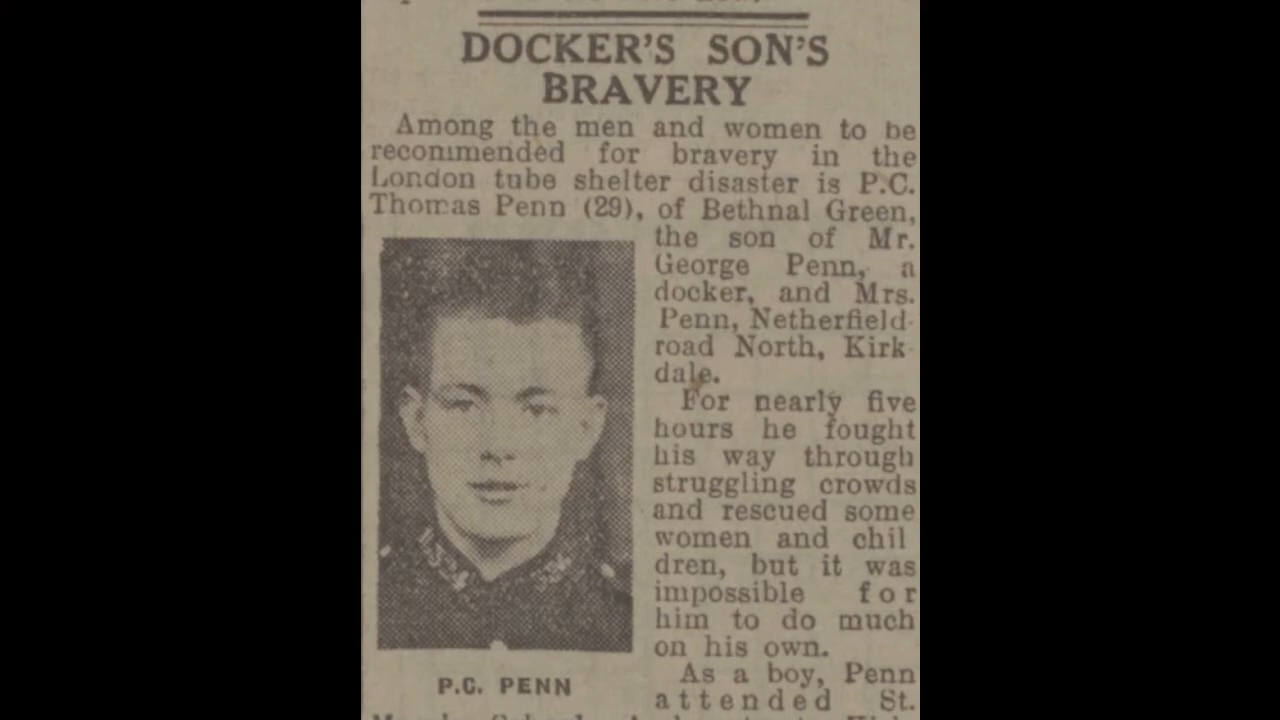 DOCKER'S SON'S
BRAVERY
Among the men and women to be
recommended for bravery in the
London tube shelter disaster is P.C.
Thomas Penn (29), of Bethnal Green,
the son of Mr.
George Penn, a
docker, and Mrs.
Penn, Netherfield-
road North, Kirk-
dale.
For nearly five
hours he fought
his way through
struggling crowds
and rescued some
women and chil
dren, but it was
impossible for
him to do much
on his own.
As a boy, Penn
attended St.
P.C. PENN